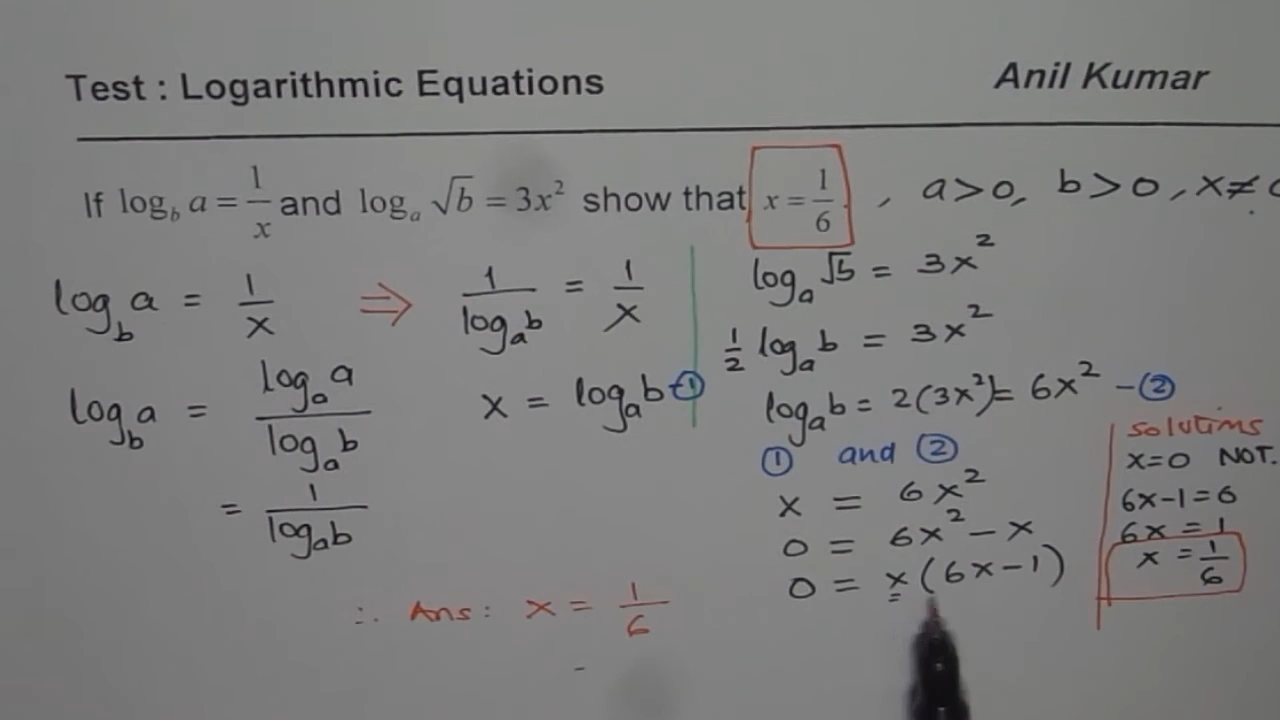 Test : Logarithmic Equations
Anil Kumar
If log_b a = 1/x and log_a √b = 3x² show that x = 1/6 , a>0, b>0, x≠0
log_b a = 1/x ⇒ 1/log_a b = 1/x
log_b a = log_a a / log_a b
= 1/log_a b
x = log_a b -①
log_a √b = 3x²
1/2 log_a b = 3x²
log_a b = 2(3x²)= 6x² -②
① and ②
x = 6x²
0 = 6x² - x
0 = x(6x-1)
solutions
x=0 NOT.
6x-1=6
6x = 1
x = 1/6
∴ Ans: x = 1/6